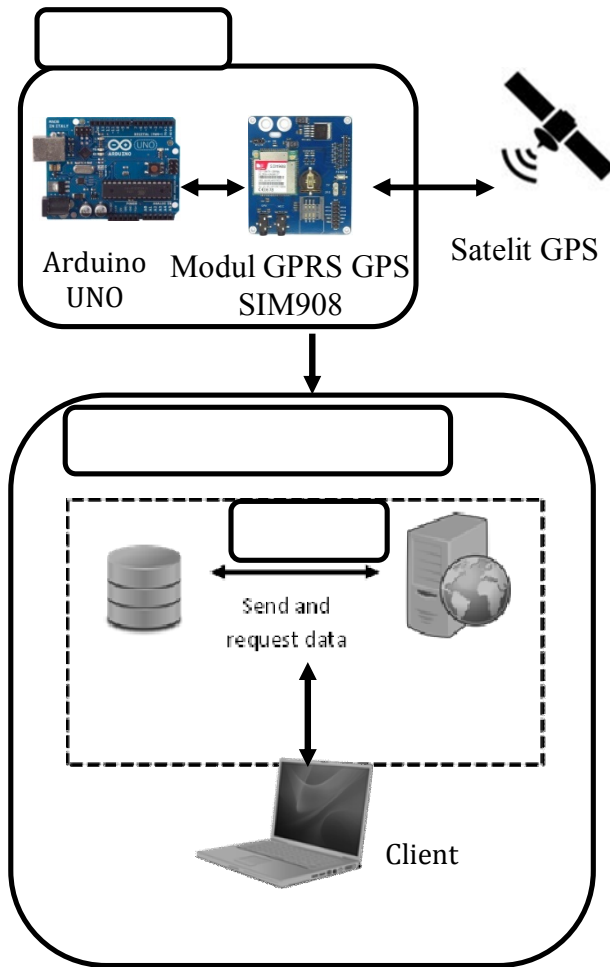 Arduino
UNO
Modul GPRS GPS
SIM908
Satelit GPS
Send and
request data
Client